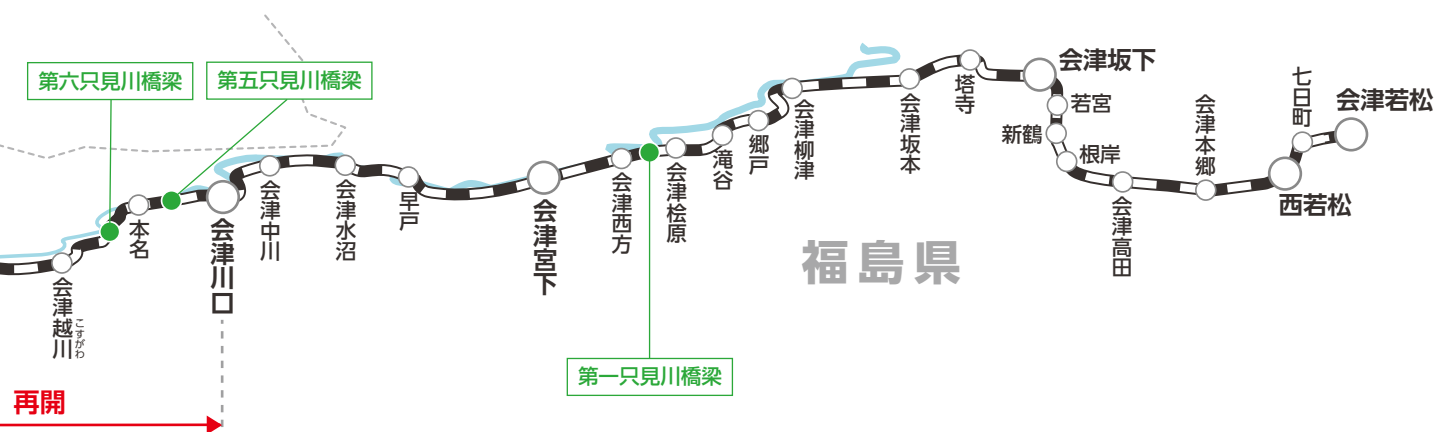 第六只見川橋梁
第五只見川橋梁
会津越川
こすがわ
本名
会津川口
会津中川
会津水沼
早戸
会津宮下
会津西方
第一只見川橋梁
会津桧原
滝谷
郷戸
会津柳津
会津坂本
塔寺
会津坂下
若宮
新鶴
根岸
会津高田
会津本郷
西若松
七日町
会津若松
福島県
再開